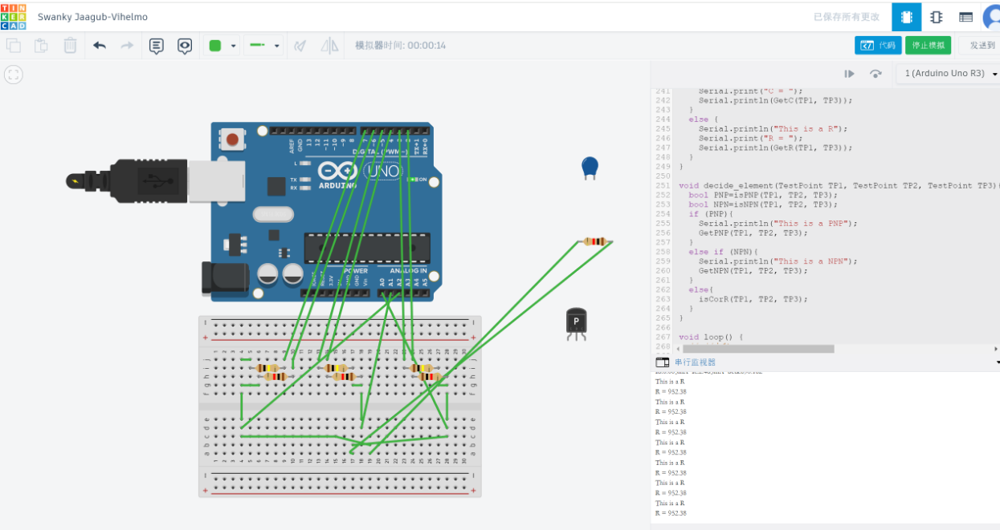 TIN
KER
CAD
Swanky Jaagub-Vihelmo
已保存所有更改
模拟器时间: 00:00:14
代码
停止模拟
发送到
1 (Arduino Uno R3)
AREF
GND
13
12
~11
~10
~9
8
7
~6
~5
4
~3
2
TX→1
RX←0
DIGITAL (PWM~)
L
TX
RX
ARDUINO
UNO
ON
POWER
ANALOG IN
RESET
3.3V
GND
Vin
A0
A1
A2
A3
A4
A5
P
241 Serial.print("C = ");
242 Serial.println(GetC(TP1, TP3));
243 }
244 else {
245 Serial.println("This is a R");
246 Serial.print("R = ");
247 Serial.println(GetR(TP1, TP3));
248 }
249 }
250
251 void decide_element(TestPoint TP1, TestPoint TP2, TestPoint TP3){
252 bool PNP=isPNP(TP1, TP2, TP3);
253 bool NPN=isNPN(TP1, TP2, TP3);
254 if (PNP){
255 Serial.println("This is a PNP");
256 GetPNP(TP1, TP2, TP3);
257 }
258 else if (NPN){
259 Serial.println("This is a NPN");
260 GetNPN(TP1, TP2, TP3);
261 }
262 else{
263 isCorR(TP1, TP2, TP3);
264 }
265 }
266
267 void loop() {
268
串行监视器
This is a R
R = 952.38
This is a R
R = 952.38
This is a R
R = 952.38
This is a R
R = 952.38
This is a R
R = 952.38
This is a R
R = 952.38
This is a R
R = 952.38